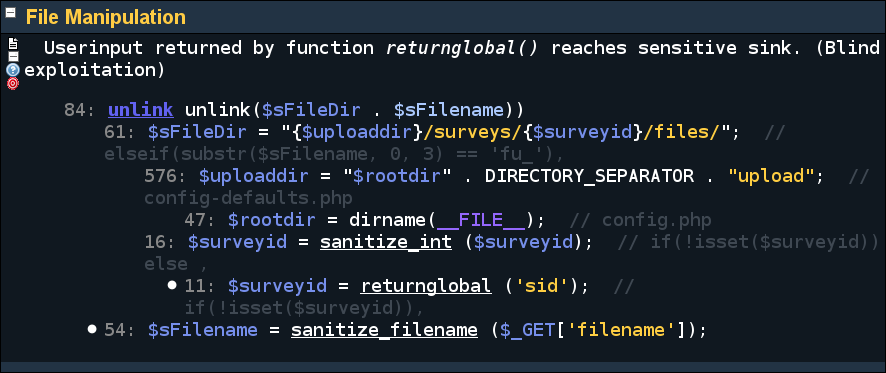 File Manipulation
Userinput returned by function returnglobal() reaches sensitive sink. (Blind
exploitation)
84: unlink unlink($sFileDir . $sFilename))
61: $sFileDir = "{$uploaddir}/surveys/{$surveyid}/files/"; //
elseif(substr($sFilename, 0, 3) == 'fu_'),
576: $uploaddir = "$rootdir" . DIRECTORY_SEPARATOR . "upload"; //
config-defaults.php
47: $rootdir = dirname(__FILE__); // config.php
16: $surveyid = sanitize_int ($surveyid); // if(!isset($surveyid))
else ,
11: $surveyid = returnglobal ('sid'); //
if(!isset($surveyid)),
54: $sFilename = sanitize_filename ($_GET['filename']);